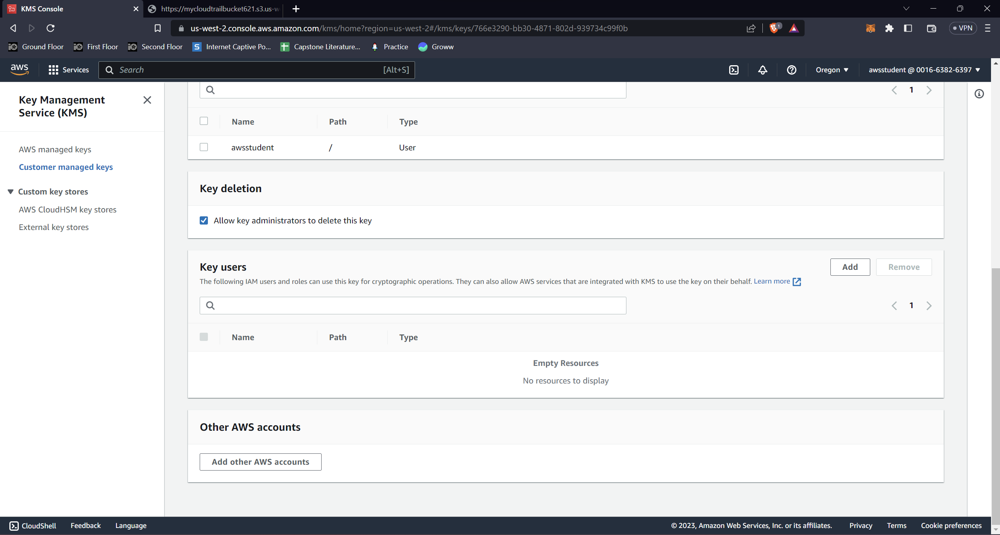 KMS Console
https://mycloudtrailbucket621.s3.us-w
us-west-2.console.aws.amazon.com/kms/home?region=us-west-2#/kms/keys/766e3290-bb30-4871-802d-939734c99f0b
1
VPN
Ground Floor
First Floor
Second Floor
Internet Captive Po...
Capstone Literature...
Practice
Groww
aws
Services
Search
[Alt+S]
Oregon
awsstudent @ 0016-6382-6397
Key Management
Service (KMS)
AWS managed keys
Customer managed keys
Custom key stores
AWS CloudHSM key stores
External key stores
1
Name Path Type
awsstudent / User
Key deletion
Allow key administrators to delete this key
Key users
Add
Remove
The following IAM users and roles can use this key for cryptographic operations. They can also allow AWS services that are integrated with KMS to use the key on their behalf. Learn more
1
Name Path Type
Empty Resources
No resources to display
Other AWS accounts
Add other AWS accounts
CloudShell
Feedback
Language
© 2023, Amazon Web Services, Inc. or its affiliates.
Privacy
Terms
Cookie preferences